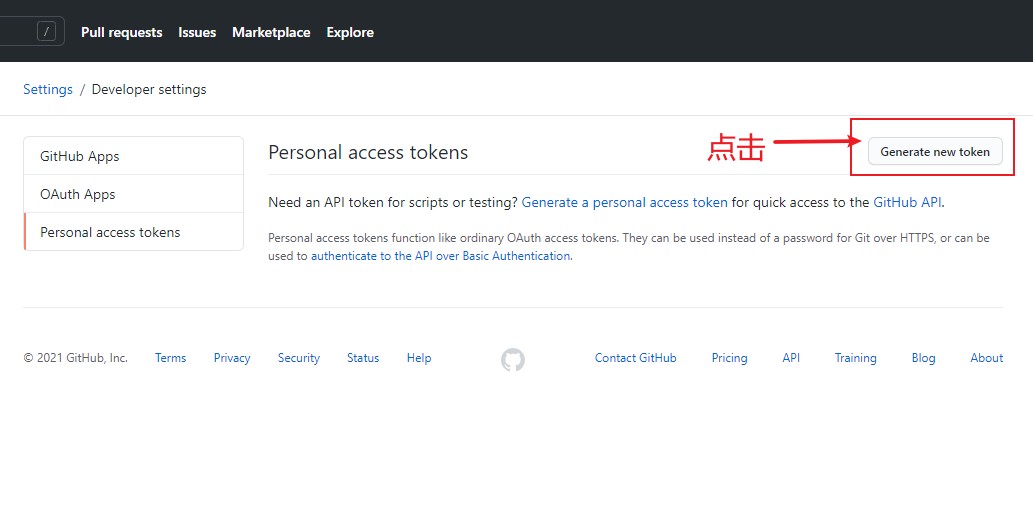 / Pull requests Issues Marketplace Explore
Settings / Developer settings
GitHub Apps
OAuth Apps
Personal access tokens
Personal access tokens
点击
Generate new token
Need an API token for scripts or testing? Generate a personal access token for quick access to the GitHub API.
Personal access tokens function like ordinary OAuth access tokens. They can be used instead of a password for Git over HTTPS, or can be
used to authenticate to the API over Basic Authentication.
© 2021 GitHub, Inc. Terms Privacy Security Status Help Contact GitHub Pricing API Training Blog About